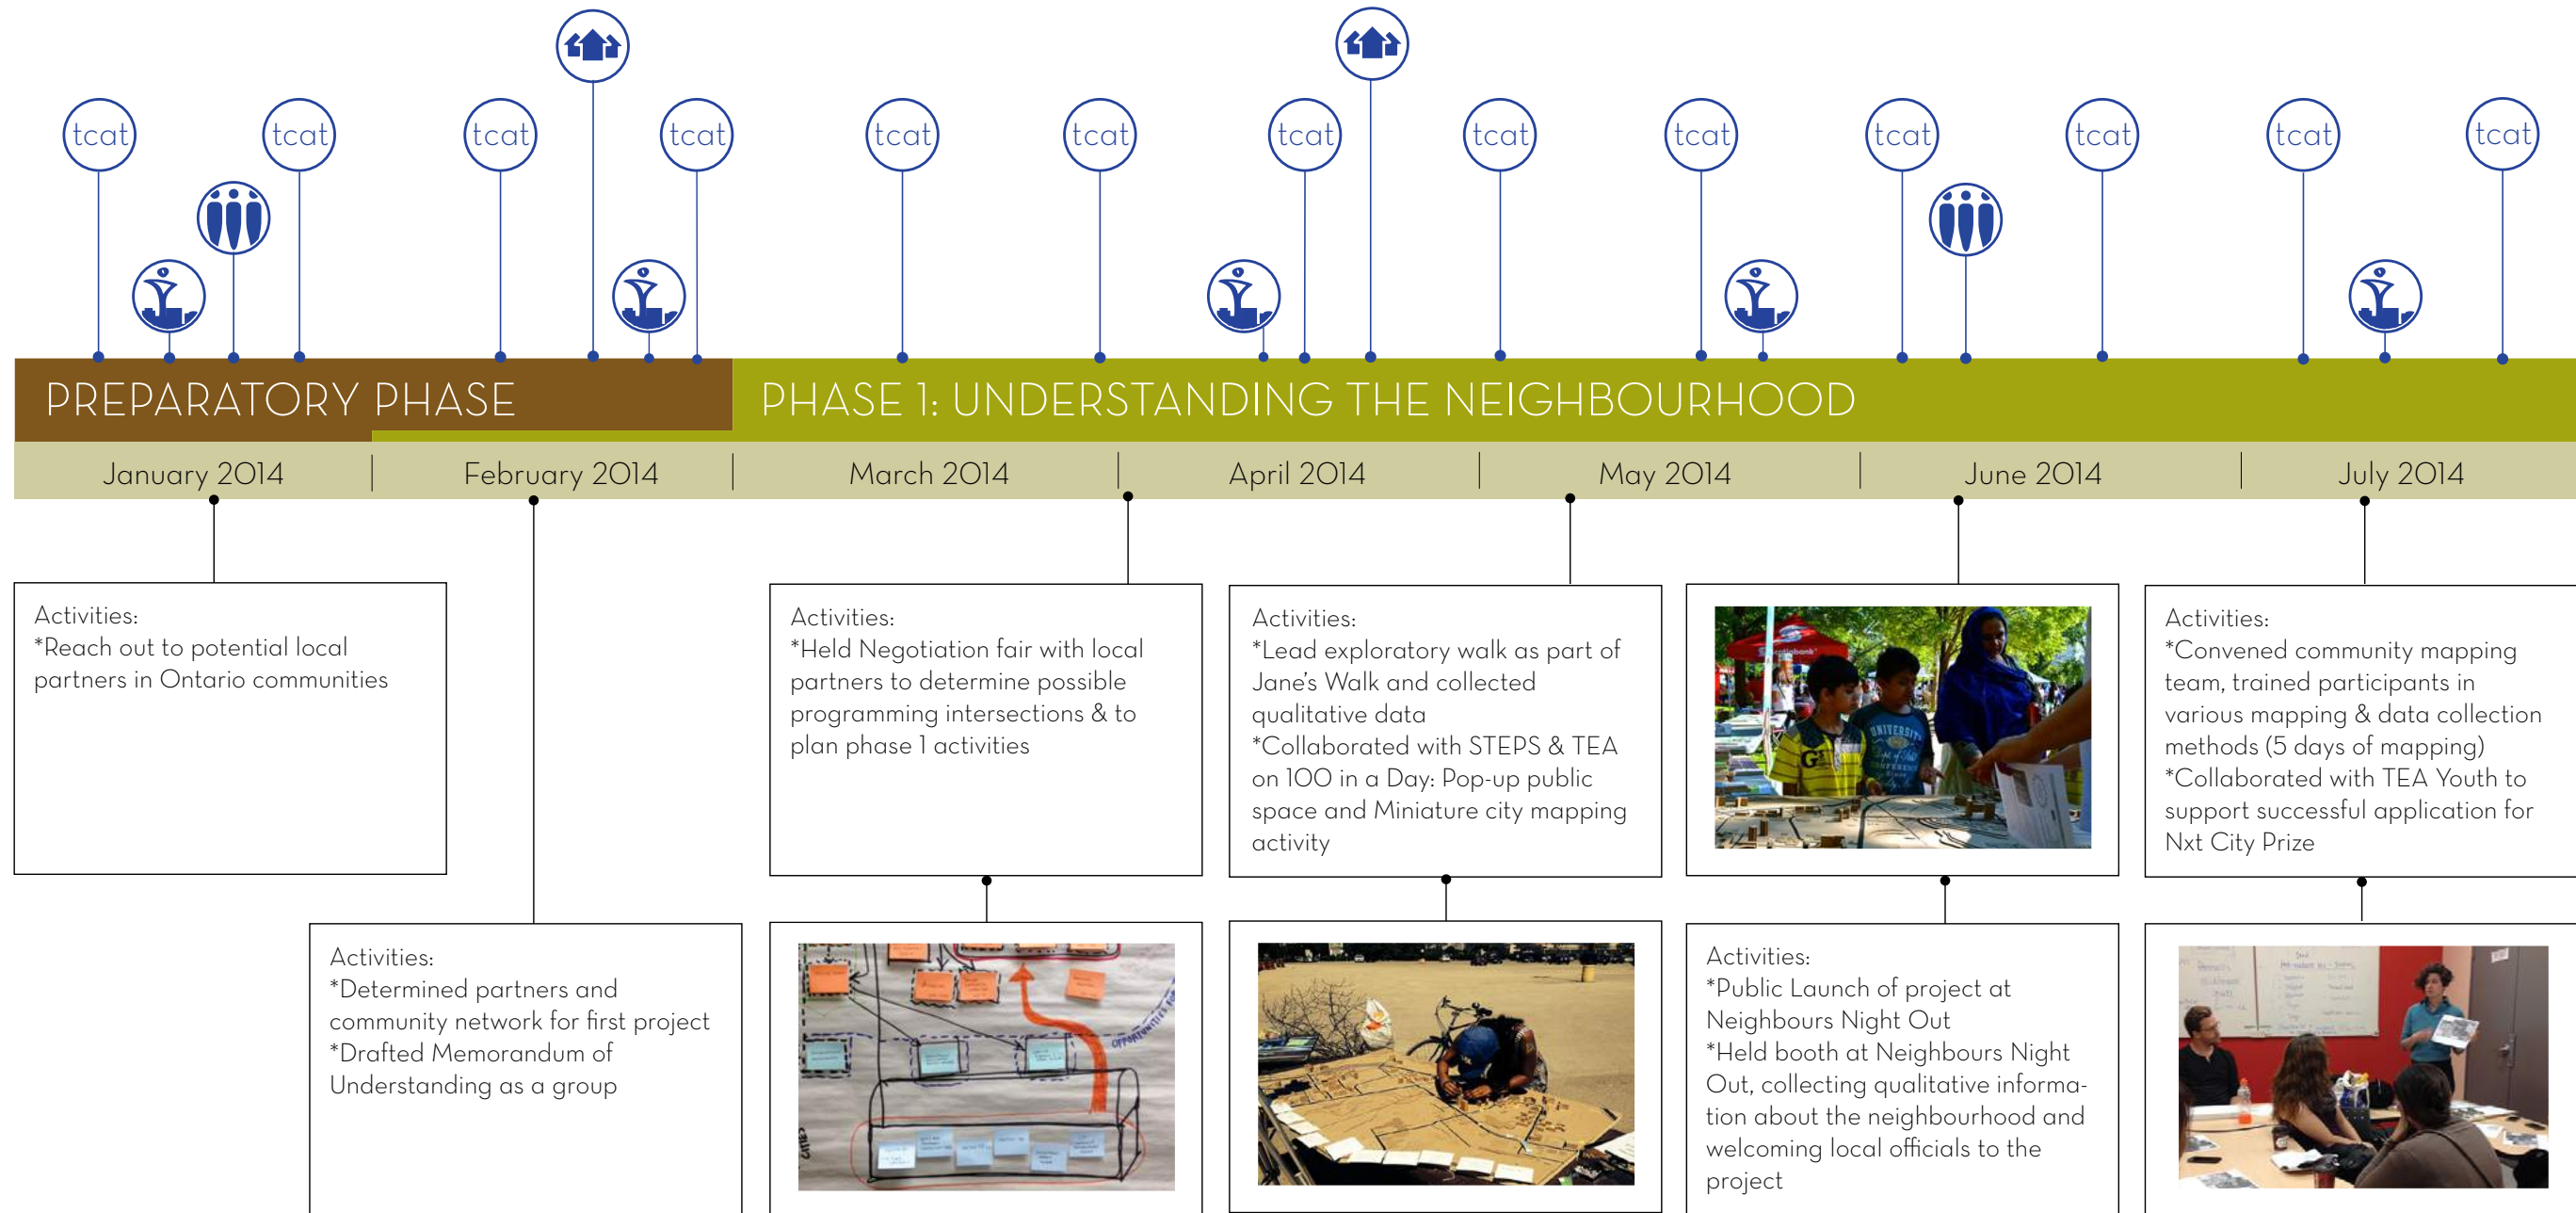 tcat
tcat
tcat
tcat
tcat
tcat
tcat
tcat
tcat
tcat
tcat
tcat
tcat
PREPARATORY PHASE
PHASE 1: UNDERSTANDING THE NEIGHBOURHOOD
January 2014
February 2014
March 2014
April 2014
May 2014
June 2014
July 2014
Activities:
*Reach out to potential local
partners in Ontario communities
Activities:
*Determined partners and
community network for first project
*Drafted Memorandum of
Understanding as a group
Activities:
*Held Negotiation fair with local
partners to determine possible
programming intersections & to
plan phase 1 activities
OPPORTUNITIES FOR
CITIES
Activities:
*Lead exploratory walk as part of
Jane's Walk and collected
qualitative data
*Collaborated with STEPS & TEA
on 100 in a Day: Pop-up public
space and Miniature city mapping
activity
Scotiabank
UNIVERSITY
Activities:
*Public Launch of project at
Neighbours Night Out
*Held booth at Neighbours Night
Out, collecting qualitative informa-
tion about the neighbourhood and
welcoming local officials to the
project
Activities:
*Convened community mapping
team, trained participants in
various mapping & data collection
methods (5 days of mapping)
*Collaborated with TEA Youth to
support successful application for
Nxt City Prize